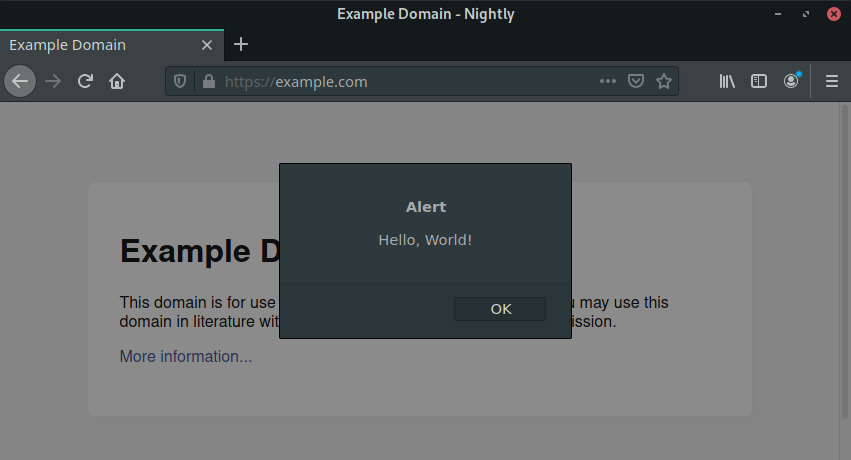 Example Domain - Nightly
Example Domain
https://example.com
Alert
Hello, World!
OK
Example D
This domain is for use
may use this
domain in literature wit
ission.
More information...